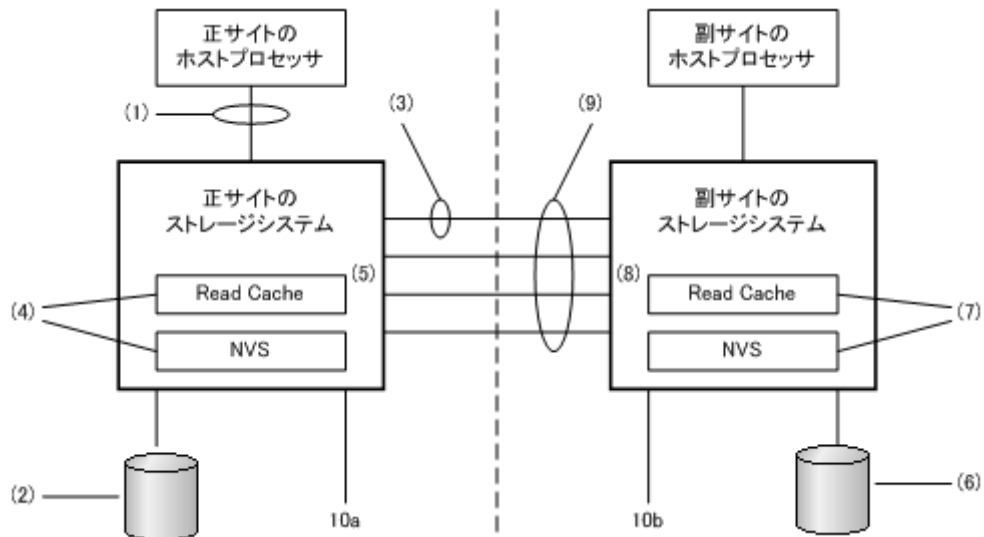 正サイトの
ホストプロセッサ
副サイトの
ホストプロセッサ
(1)
(3)
(9)
正サイトの
ストレージシステム
副サイトの
ストレージシステム
(5)
(8)
Read Cache
Read Cache
(4)
(7)
NVS
NVS
(2)
(6)
10a
10b